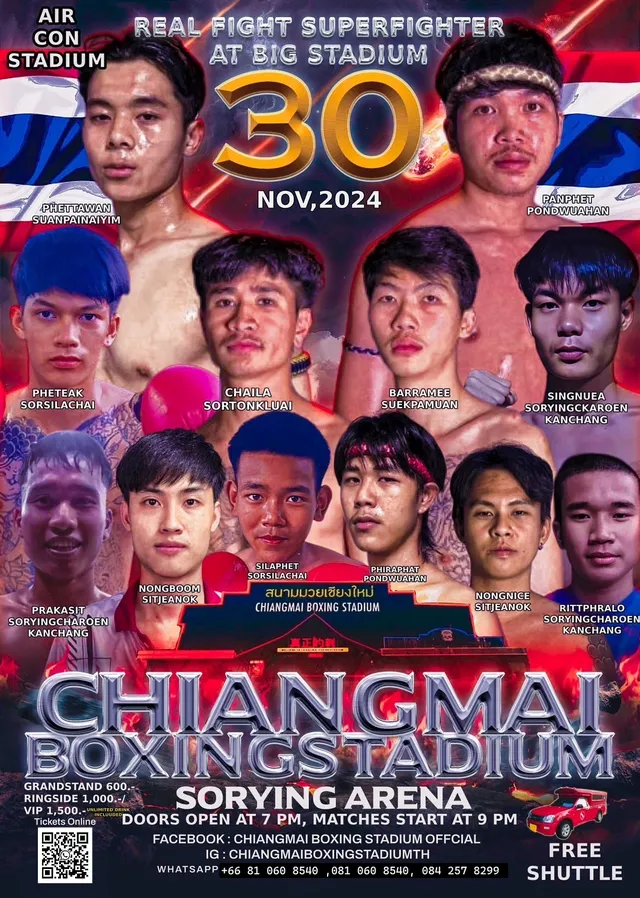 AIR
CON
STADIUM
REAL FIGHT SUPERFIGHTER
AT BIG STADIUM
30
NOV,2024
PHETTAWAN
SUANPAINAIYIM
PANPHET
PONDWUAHAN
PHETEAK
SORSILACHAI
CHAILA
SORTONKLUAI
BARRAMEE
SUEKPAMUAN
SINGNUEA
SORYINGCKAROEN
KANCHANG
PRAKASIT
SORYINGCHAROEN
KANCHANG
NONGBOOM
SITJEANOK
SILAPHET
SORSILACHAI
PHIRAPHAT
PONDWUAHAN
NONGNICE
SITJEANOK
RITTPHRALO
SORYINGCHAROEN
KANCHANG
สนามมวยเชียงใหม่
CHIANGMAI BOXING STADIUM
CHIANGMAI
BOXINGSTADIUM
GRANDSTAND 600.-
RINGSIDE 1,000.-/
VIP 1,500.-
UNLIMITED DRINK
INCLUUDED
Tickets Online
SORYING ARENA
DOORS OPEN AT 7 PM, MATCHES START AT 9 PM
FACEBOOK : CHIANGMAI BOXING STADIUM OFFCIAL
IG : CHIANGMAIBOXINGSTADIUMTH
WHATSAPP +66 81 060 8540 ,081 060 8540, 084 257 8299
FREE
SHUTTLE